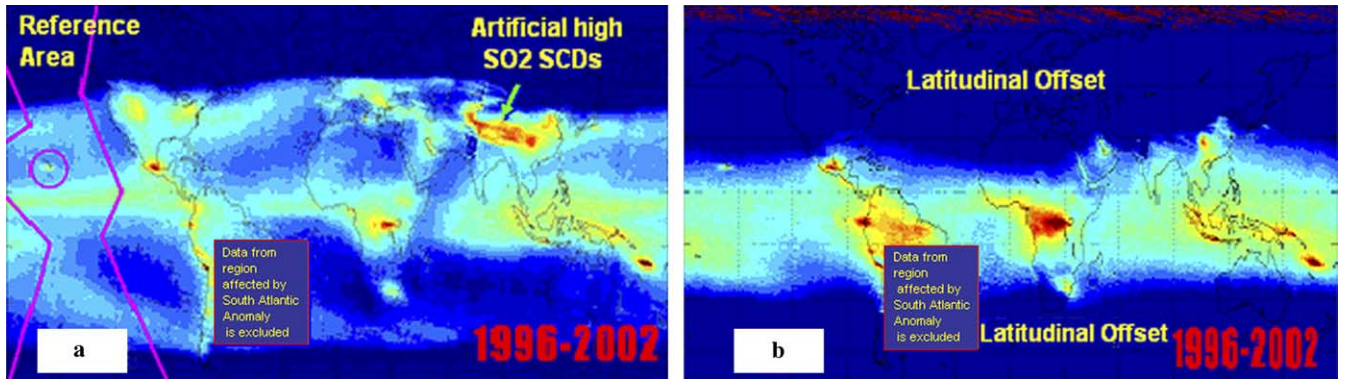 Reference
Area
Artificial high
SO2 SCDs
Data from
region
affected by
South Atlantic
Anomaly
is excluded
a
1996-2002
Latitudinal Offset
Data from
region
affected by
South Atlantic
Anomaly
is excluded
Latitudinal Offset
b
1996-2002